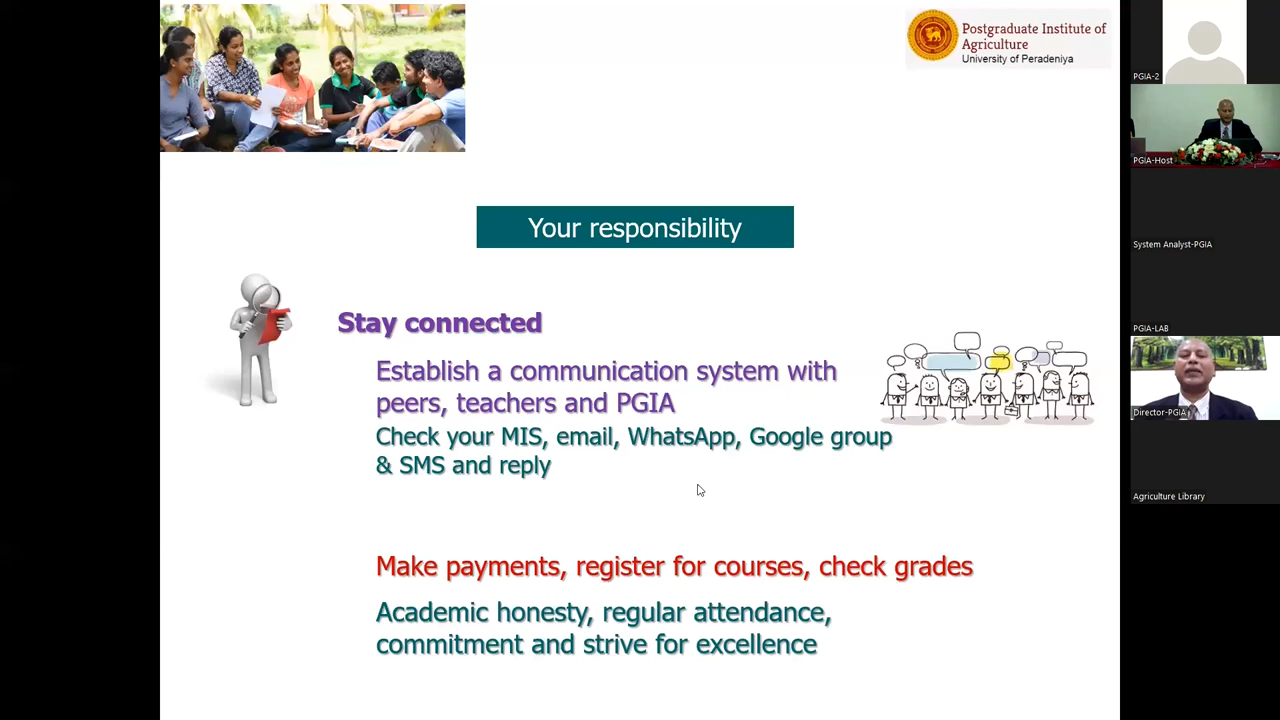 Postgraduate Institute of
Agriculture
University of Peradeniya
Your responsibility
Stay connected
Establish a communication system with
peers, teachers and PGIA
Check your MIS, email, WhatsApp, Google group
& SMS and reply
Make payments, register for courses, check grades
Academic honesty, regular attendance,
commitment and strive for excellence
PGIA-2
PGIA-Host
System Analyst-PGIA
PGIA-LAB
Director-PGIA
Agriculture Library